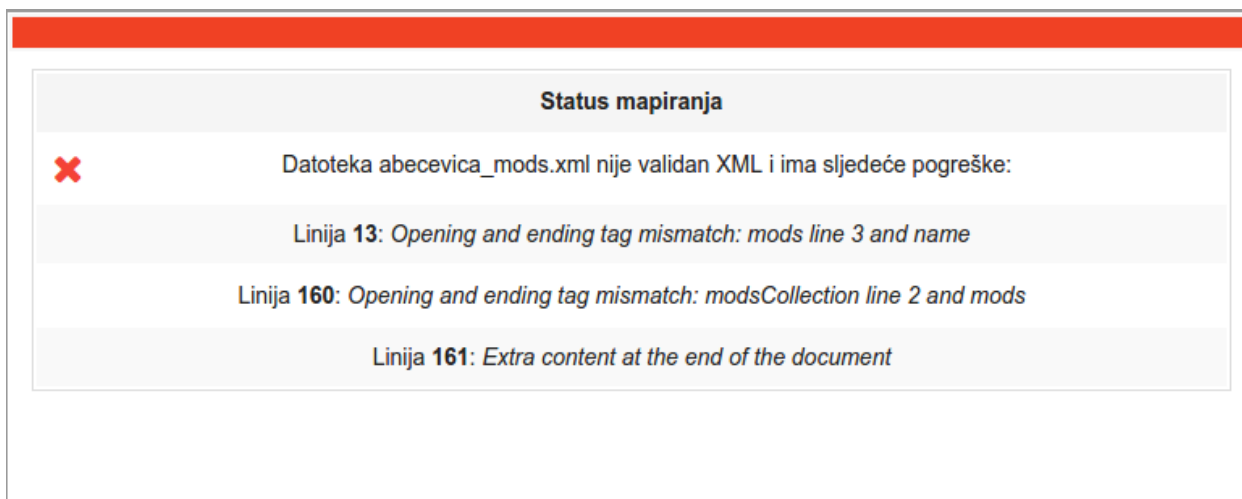 Status mapiranja
Datoteka abecevica_mods.xml nije validan XML i ima sljedeće pogreške:
Linija 13: Opening and ending tag mismatch: mods line 3 and name
Linija 160: Opening and ending tag mismatch: modsCollection line 2 and mods
Linija 161: Extra content at the end of the document